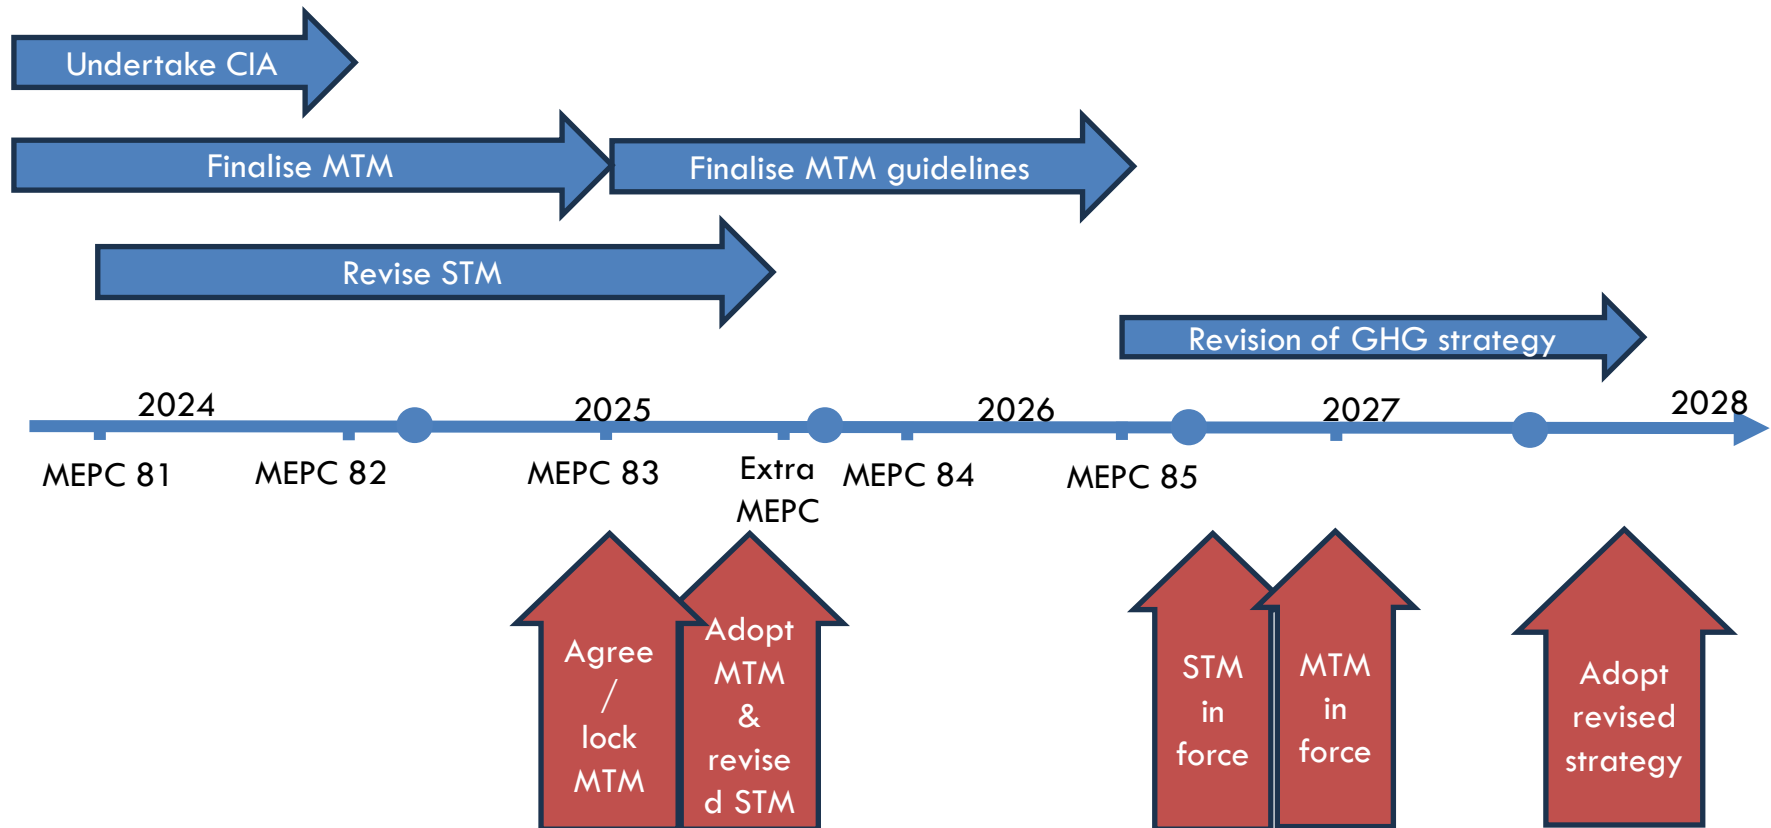 Undertake CIA
Finalise MTM
Finalise MTM guidelines
Revise STM
Revision of GHG strategy
2024
2025
2026
2027
2028
MEPC 81
MEPC 82
MEPC 83
Extra
MEPC
MEPC 84
MEPC 85
Agree
/
lock
MTM
Adopt
MTM
&
revise
d STM
STM
in
force
MTM
in
force
Adopt
revised
strategy